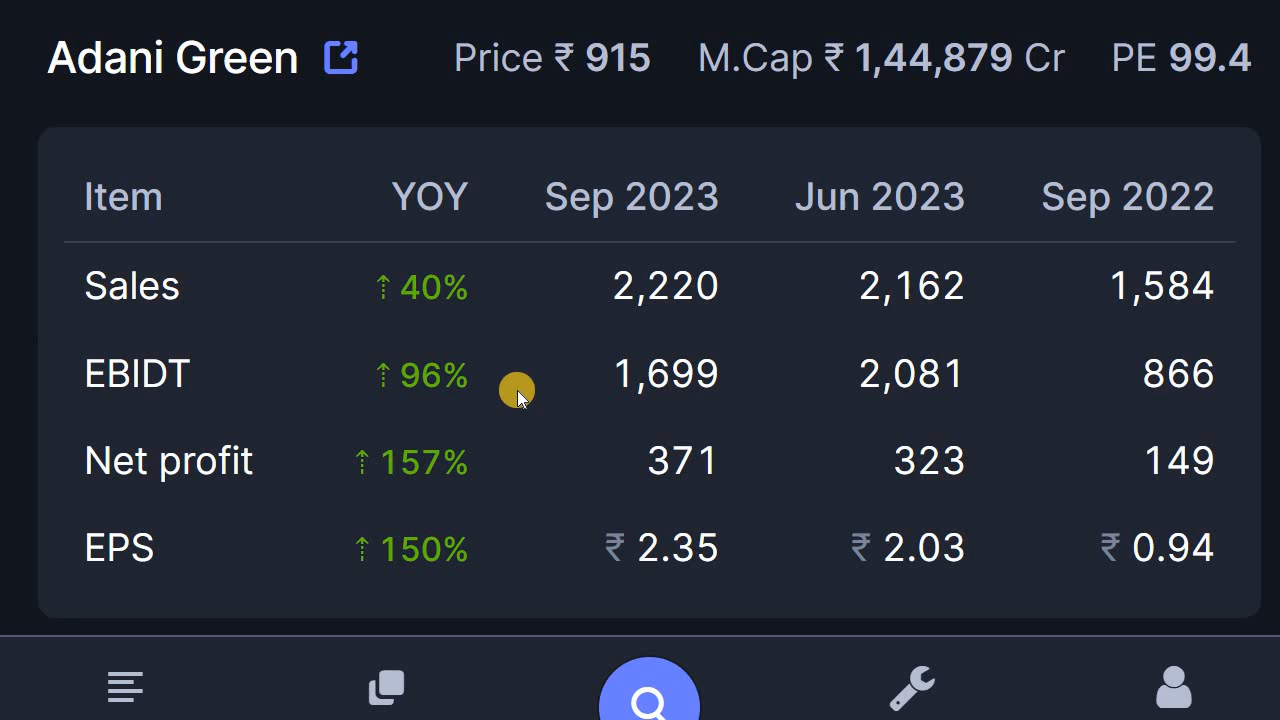 Adani Green Price ₹ 915 M.Cap ₹ 1,44,879 Cr PE 99.4
Item YOY Sep 2023 Jun 2023 Sep 2022
Sales ⇡ 40% 2,220 2,162 1,584
EBIDT ⇡ 96% 1,699 2,081 866
Net profit ⇡ 157% 371 323 149
EPS ⇡ 150% ₹ 2.35 ₹ 2.03 ₹ 0.94